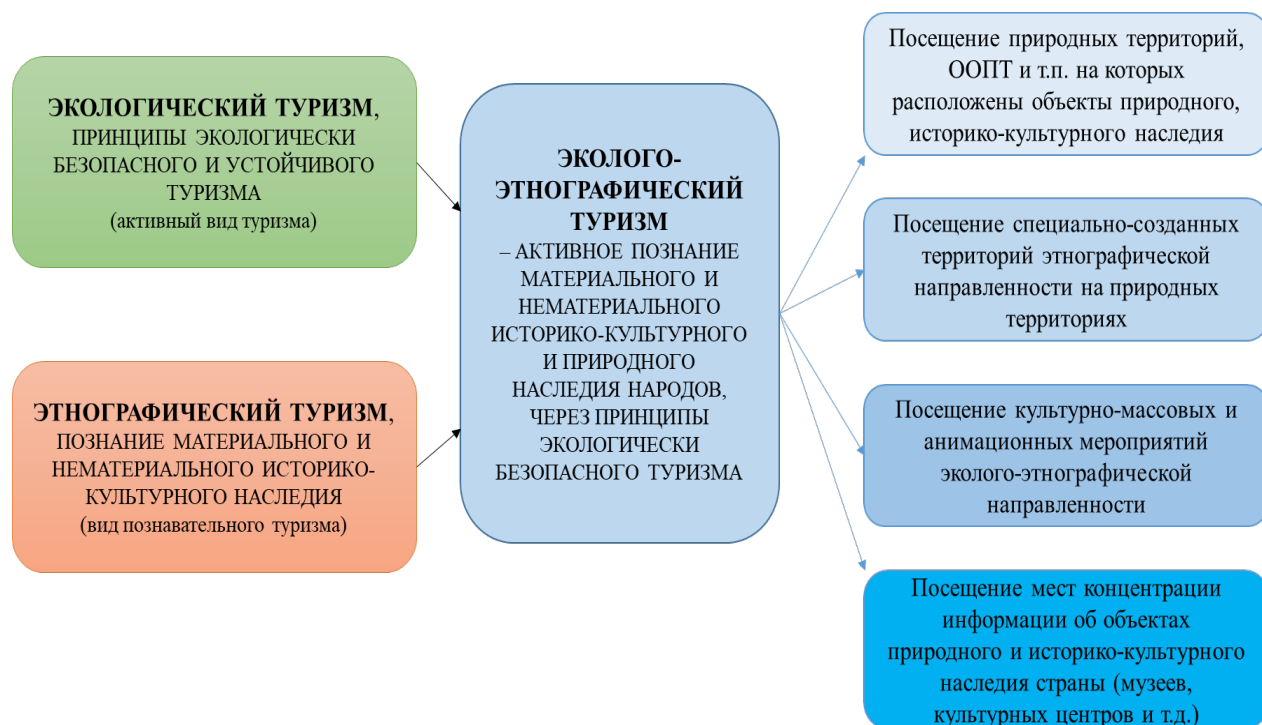 ЭКОЛОГИЧЕСКИЙ ТУРИЗМ,
ПРИНЦИПЫ ЭКОЛОГИЧЕСКИ
БЕЗОПАСНОГО И УСТОЙЧИВОГО
ТУРИЗМА
(активный вид туризма)
ЭТНОГРАФИЧЕСКИЙ ТУРИЗМ,
ПОЗНАНИЕ МАТЕРИАЛЬНОГО И
НЕМАТЕРИАЛЬНОГО ИСТОРИКО-
КУЛЬТУРНОГО НАСЛЕДИЯ
(вид познавательного туризма)
ЭКОЛОГО-
ЭТНОГРАФИЧЕСКИЙ
ТУРИЗМ
– АКТИВНОЕ ПОЗНАНИЕ
МАТЕРИАЛЬНОГО И
НЕМАТЕРИАЛЬНОГО
ИСТОРИКО-КУЛЬТУРНОГО
И ПРИРОДНОГО
НАСЛЕДИЯ НАРОДОВ,
ЧЕРЕЗ ПРИНЦИПЫ
ЭКОЛОГИЧЕСКИ
БЕЗОПАСНОГО ТУРИЗМА
Посещение природных территорий,
ООПТ и т.п. на которых
расположены объекты природного,
историко-культурного наследия
Посещение специально-созданных
территорий этнографической
направленности на природных
территориях
Посещение культурно-массовых и
анимационных мероприятий
эколого-этнографической
направленности
Посещение мест концентрации
информации об объектах
природного и историко-культурного
наследия страны (музеев,
культурных центров и т.д.)